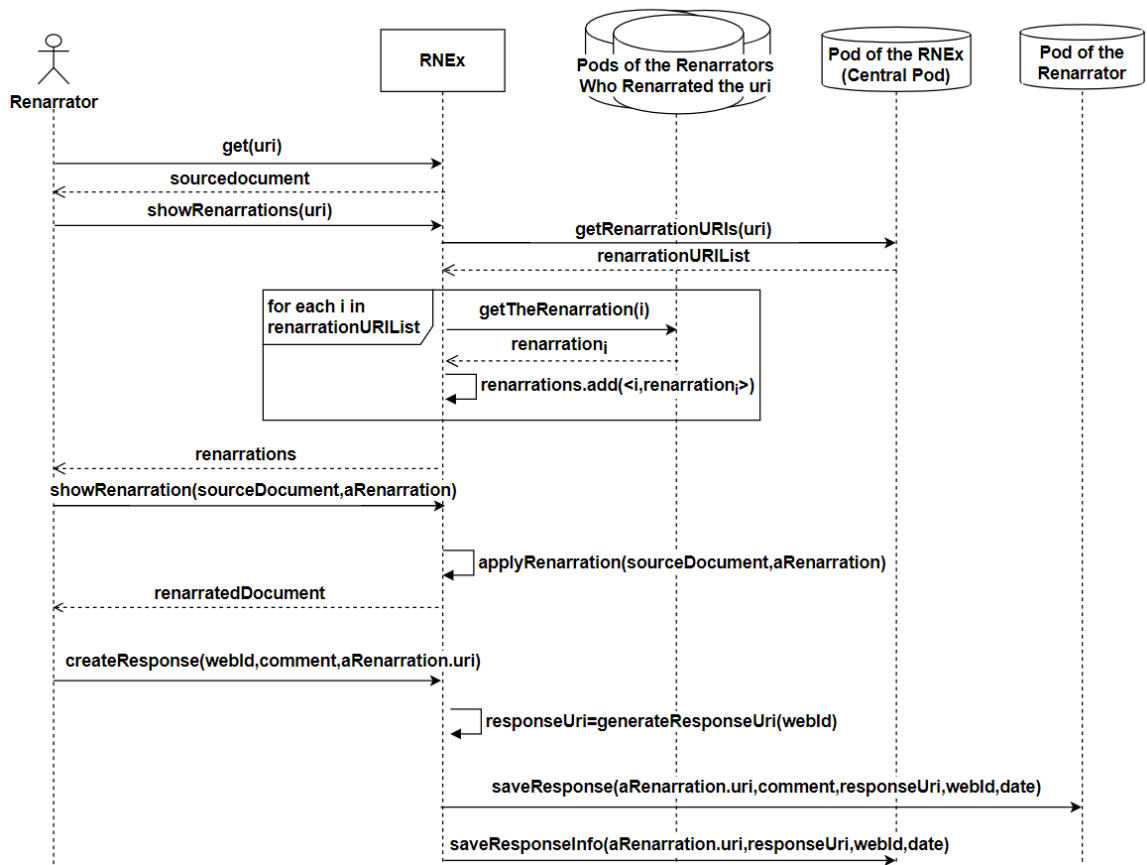 Renarrator
RNEx
Pods of the Renarrators
Who Renarrated the uri
Pod of the RNEx
(Central Pod)
Pod of the
Renarrator
get(uri)
sourcedocument
showRenarrations(uri)
getRenarrationURIs(uri)
renarrationURIList
for each i in
renarrationURIList
getTheRenarration(i)
renarrationi
renarrations.add(<i,renarrationi>)
renarrations
showRenarration(sourceDocument,aRenarration)
applyRenarration(sourceDocument,aRenarration)
renarratedDocument
createResponse(webId,comment,aRenarration.uri)
responseUri=generateResponseUri(webId)
saveResponse(aRenarration.uri,comment,responseUri,webId,date)
saveResponseInfo(aRenarration.uri,responseUri,webId,date)